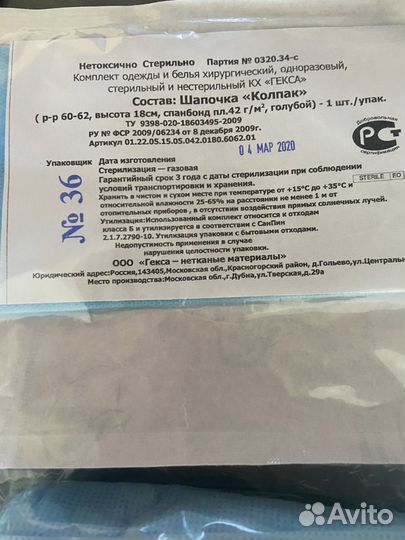 Нетоксично Стерильно Партия № 0320.34-с
Комплект одежды и белья хирургический, одноразовый,
стерильный и нестерильный КХ «ГЕКСА»
Состав: Шапочка «Колпак»
( р-р 60-62, высота 18см, спанбонд пл.42 г/м², голубой) - 1 шт./упак.
ТУ 9398-020-18603495-2009
РУ № ФСР 2009/06234 от 8 декабря 2009г.
Артикул 01.22.05.15.05.042.0180.6062.01
Добровольная
РСТ
сертификация
Упаковщик
№ 36
Дата изготовления
04 МАР 2020
Стерилизация – газовая
STERILE EO
Гарантийный срок 3 года с даты стерилизации при соблюдении
условий транспортировки и хранения.
Хранить в чистом и сухом месте при температуре от +15°С до +35°С и
относительной влажности 25-65% на расстоянии не менее 1 м от
отопительных приборов , в отсутствии воздействия прямых солнечных лучей.
Утилизация:Использованный комплект относится к отходам
класса Б и утилизируется в соответствии с СанПин
2.1.7.2790-10. Утилизация упаковки с бытовыми отходами.
Недопустимость применения в случае
нарушения целостности упаковки.
ООО «Гекса – нетканые материалы»
Юридический адрес:Россия,143405,Московская обл.,Красногорский район, д.Гольево,ул.Центральн
Место производства:Московская обл.,г.Дубна,ул.Тверская,д.29а
Avito